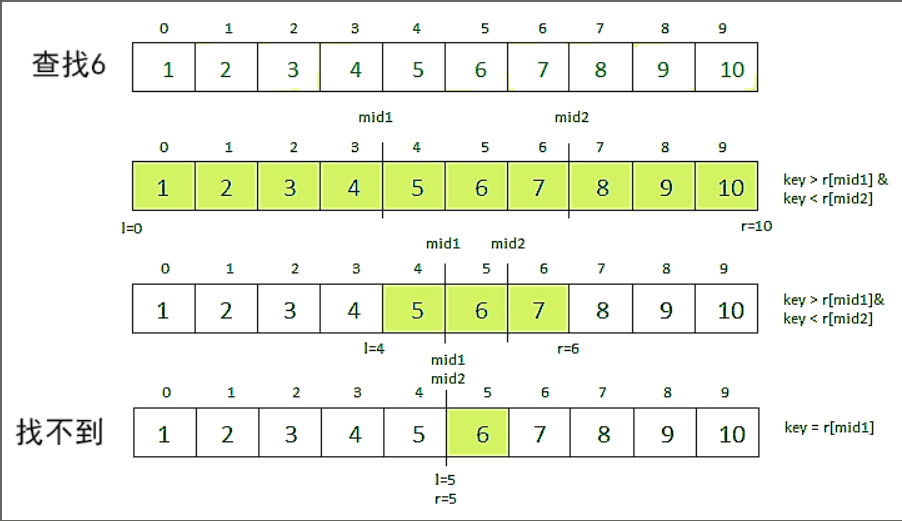 0 1 2 3 4 5 6 7 8 9
查找6 1 2 3 4 5 6 7 8 9 10
mid1 mid2
0 1 2 3 4 5 6 7 8 9
1 2 3 4 5 6 7 8 9 10
key > r[mid1] &
key < r[mid2]
l=0 r=10
mid1 mid2
0 1 2 3 4 5 6 7 8 9
1 2 3 4 5 6 7 8 9 10
key > r[mid1]&
key < r[mid2]
l=4 r=6
mid1
mid2
0 1 2 3 4 5 6 7 8 9
找不到 1 2 3 4 5 6 7 8 9 10
key = r[mid1]
l=5
r=5